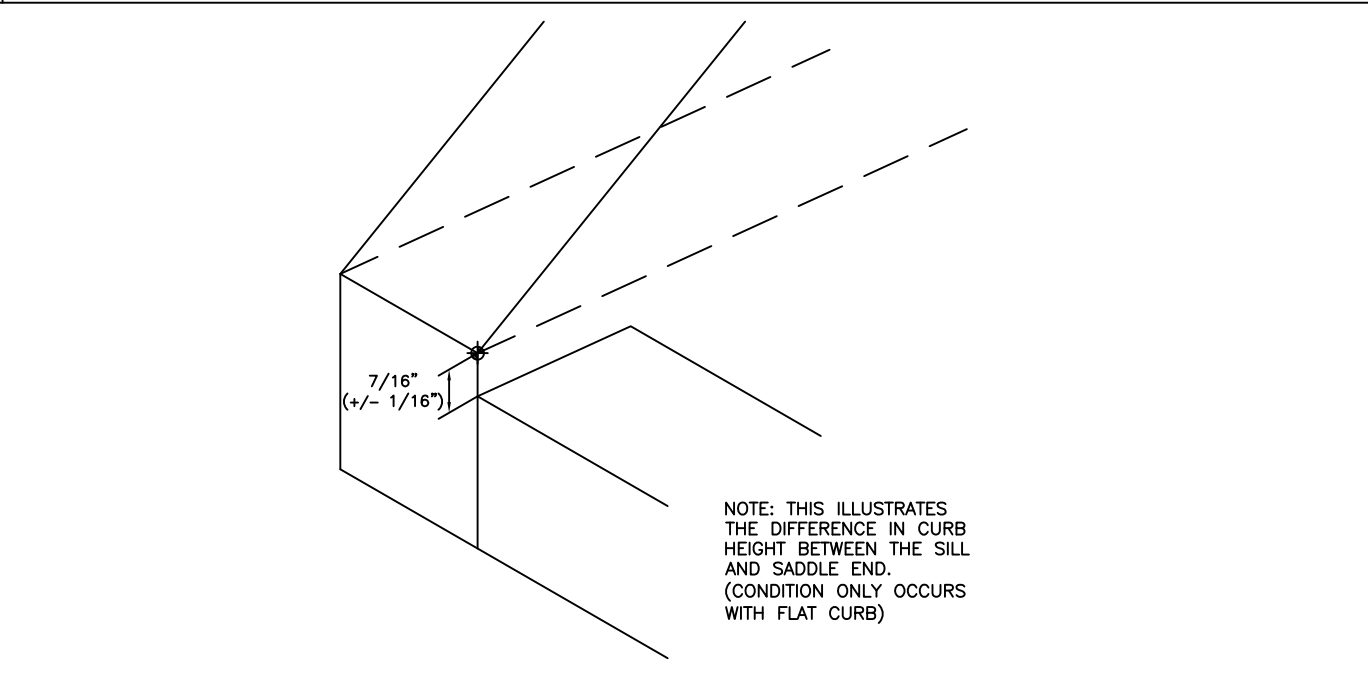 7/16"
(+/- 1/16")
NOTE: THIS ILLUSTRATES
THE DIFFERENCE IN CURB
HEIGHT BETWEEN THE SILL
AND SADDLE END.
(CONDITION ONLY OCCURS
WITH FLAT CURB)